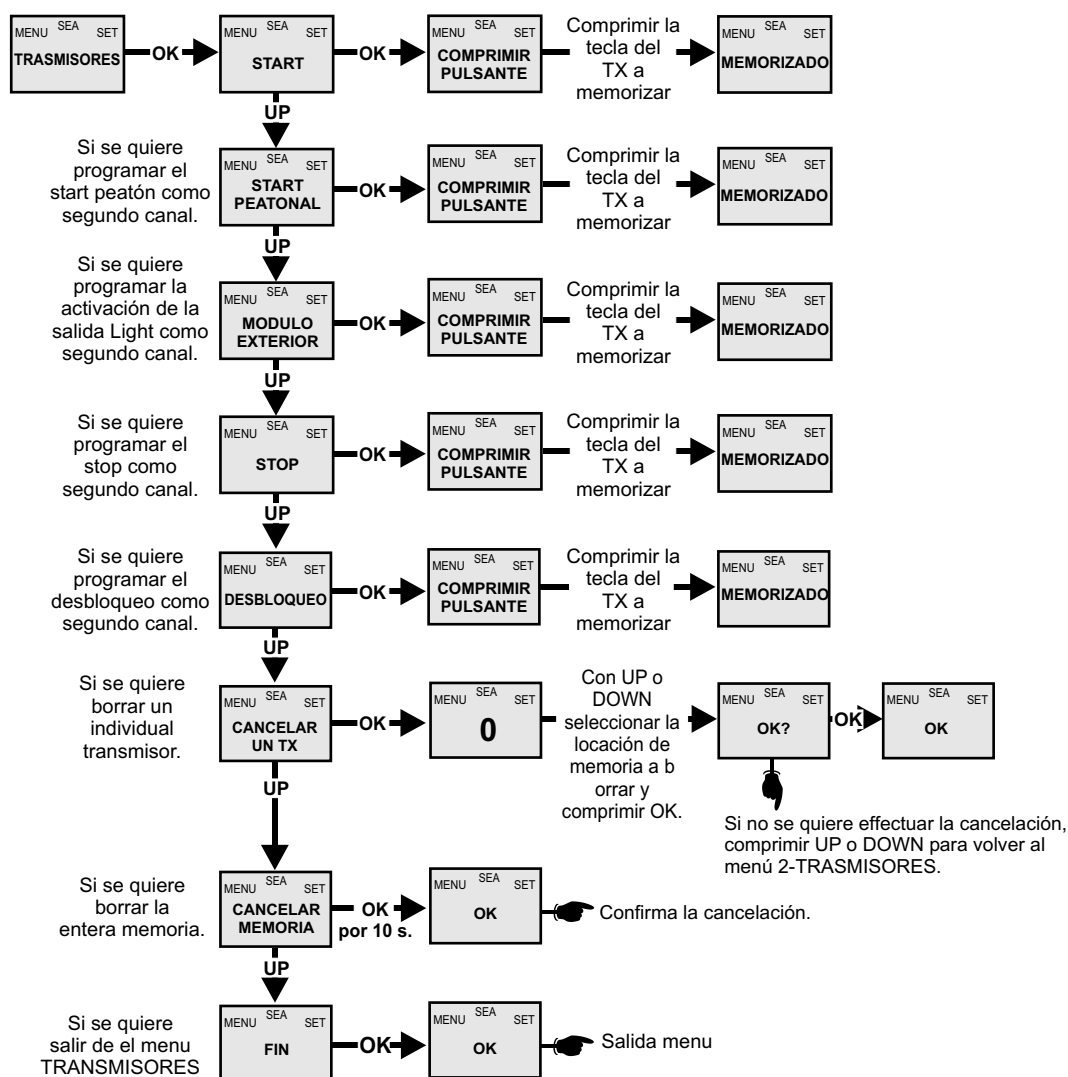 MENU SEA SET
TRASMISORES
OK
MENU SEA SET
START
OK
MENU SEA SET
COMPRIMIR
PULSANTE
Comprimir la
tecla del
TX a
memorizar
MENU SEA SET
MEMORIZADO
UP
Si se quiere
programar el
start peatón como
segundo canal.
MENU SEA SET
START
PEATONAL
OK
MENU SEA SET
COMPRIMIR
PULSANTE
Comprimir la
tecla del
TX a
memorizar
MENU SEA SET
MEMORIZADO
UP
Si se quiere
programar la
activación de la
salida Light como
segundo canal.
MENU SEA SET
MODULO
EXTERIOR
OK
MENU SEA SET
COMPRIMIR
PULSANTE
Comprimir la
tecla del
TX a
memorizar
MENU SEA SET
MEMORIZADO
UP
Si se quiere
programar el
stop como
segundo canal.
MENU SEA SET
STOP
OK
MENU SEA SET
COMPRIMIR
PULSANTE
Comprimir la
tecla del
TX a
memorizar
MENU SEA SET
MEMORIZADO
UP
Si se quiere
programar el
desbloqueo como
segundo canal.
MENU SEA SET
DESBLOQUEO
OK
MENU SEA SET
COMPRIMIR
PULSANTE
Comprimir la
tecla del
TX a
memorizar
MENU SEA SET
MEMORIZADO
UP
Si se quiere
borrar un
individual
transmisor.
MENU SEA SET
CANCELAR
UN TX
OK
MENU SEA SET
0
Con UP o
DOWN
seleccionar la
locación de
memoria a b
orrar y
comprimir OK.
MENU SEA SET
OK?
OK
MENU SEA SET
OK
Si no se quiere effectuar la cancelación,
comprimir UP o DOWN para volver al
menú 2-TRASMISORES.
UP
Si se quiere
borrar la
entera memoria.
MENU SEA SET
CANCELAR
MEMORIA
OK
por 10 s.
MENU SEA SET
OK
Confirma la cancelación.
UP
Si se quiere
salir de el menu
TRANSMISORES
MENU SEA SET
FIN
OK
MENU SEA SET
OK
Salida menu